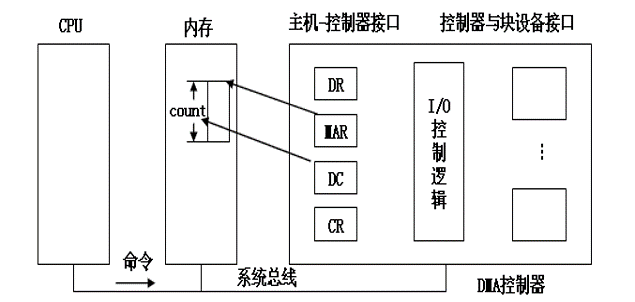 CPU
内存
主机-控制器接口
控制器与块设备接口
count
DR
MAR
DC
CR
I/O
控
制
逻
辑
...
命令
系统总线
DMA控制器